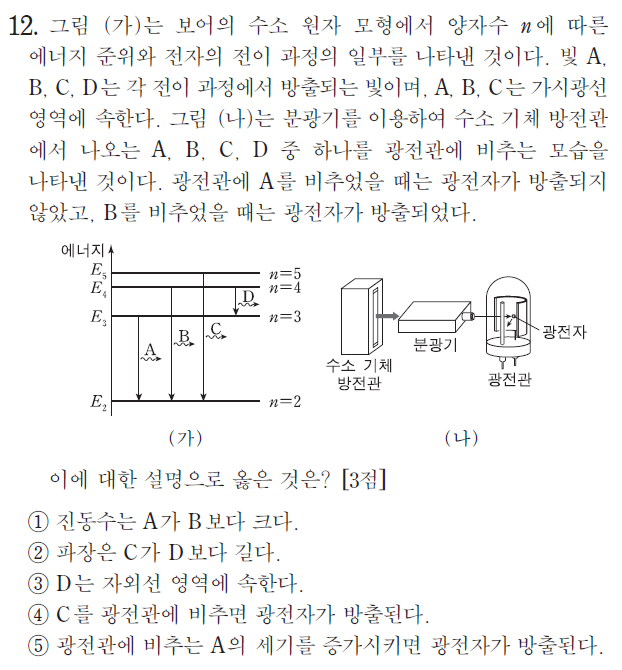 12. 그림 (가)는 보어의 수소 원자 모형에서 양자수 n에 따른
에너지 준위와 전자의 전이 과정의 일부를 나타낸 것이다. 빛 A,
B, C, D는 각 전이 과정에서 방출되는 빛이며, A, B, C는 가시광선
영역에 속한다. 그림 (나)는 분광기를 이용하여 수소 기체 방전관
에서 나오는 A, B, C, D 중 하나를 광전관에 비추는 모습을
나타낸 것이다. 광전관에 A를 비추었을 때는 광전자가 방출되지
않았고, B를 비추었을 때는 광전자가 방출되었다.
에너지
E₅ n=5
E₄ n=4
D
E₃ n=3
A B C
E₂ n=2
(가)
수소 기체
방전관
분광기
광전자
광전관
(나)
이에 대한 설명으로 옳은 것은? [3점]
① 진동수는 A가 B보다 크다.
② 파장은 C가 D보다 길다.
③ D는 자외선 영역에 속한다.
④ C를 광전관에 비추면 광전자가 방출된다.
⑤ 광전관에 비추는 A의 세기를 증가시키면 광전자가 방출된다.